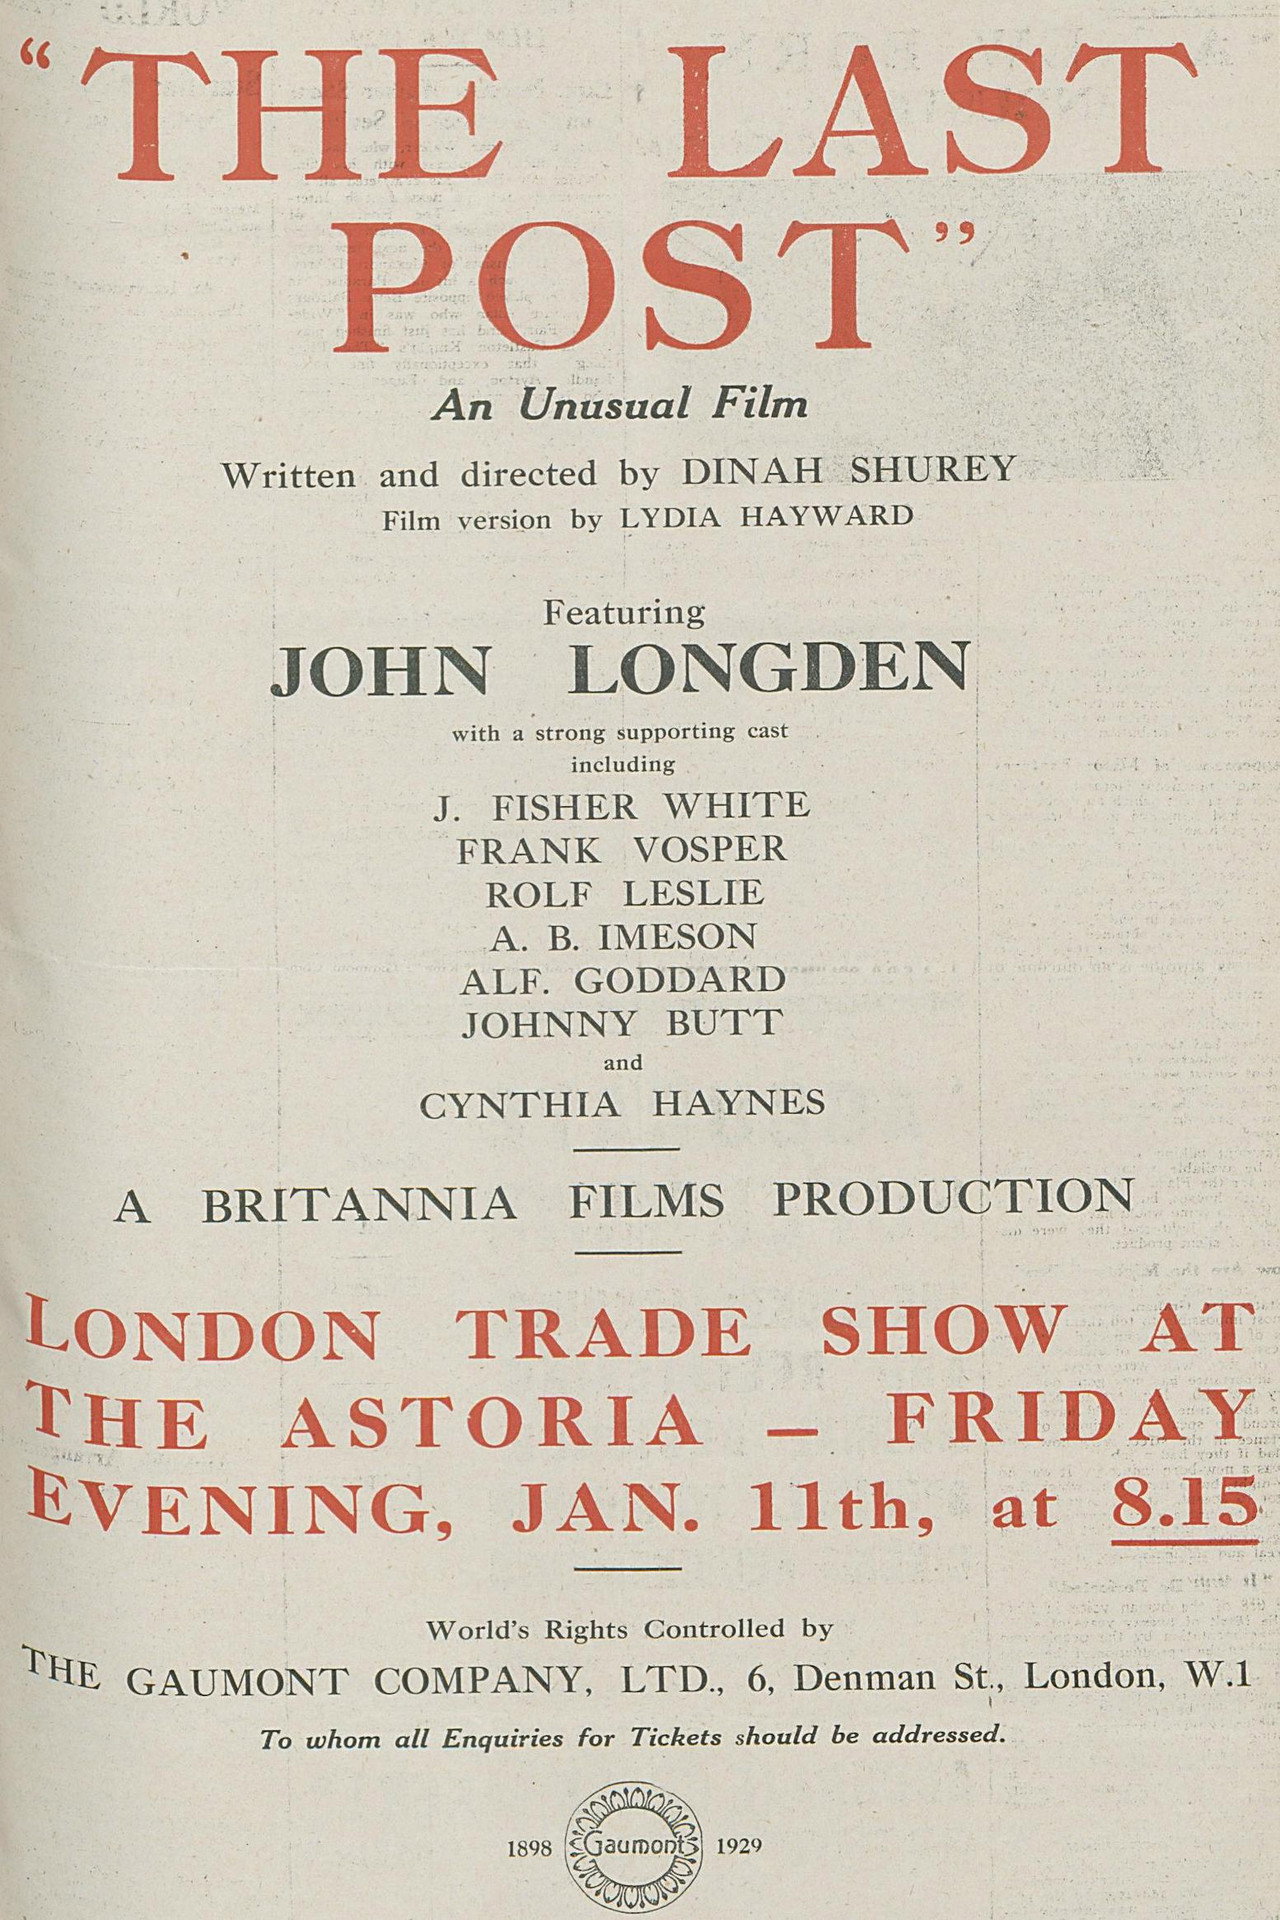 “THE LAST
POST”
An Unusual Film
Written and directed by DINAH SHUREY
Film version by LYDIA HAYWARD
Featuring
JOHN LONGDEN
with a strong supporting cast
including
J. FISHER WHITE
FRANK VOSPER
ROLF LESLIE
A. B. IMESON
ALF. GODDARD
JOHNNY BUTT
and
CYNTHIA HAYNES
A BRITANNIA FILMS PRODUCTION
LONDON TRADE SHOW AT
THE ASTORIA — FRIDAY
EVENING, JAN. 11th, at 8.15
World's Rights Controlled by
THE GAUMONT COMPANY, LTD., 6, Denman St., London, W.1
To whom all Enquiries for Tickets should be addressed.
1898 Gaumont 1929